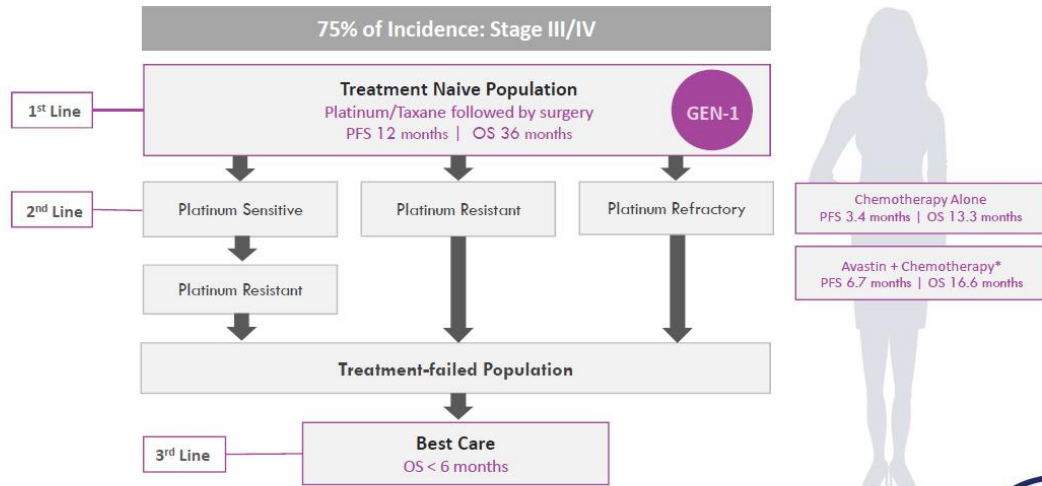 75% of Incidence: Stage III/IV
1st Line
Treatment Naive Population
Platinum/Taxane followed by surgery
PFS 12 months | OS 36 months
GEN-1
2nd Line
Platinum Sensitive
Platinum Resistant
Platinum Refractory
Chemotherapy Alone
PFS 3.4 months | OS 13.3 months
Avastin + Chemotherapy*
PFS 6.7 months | OS 16.6 months
Platinum Resistant
Treatment-failed Population
3rd Line
Best Care
OS < 6 months